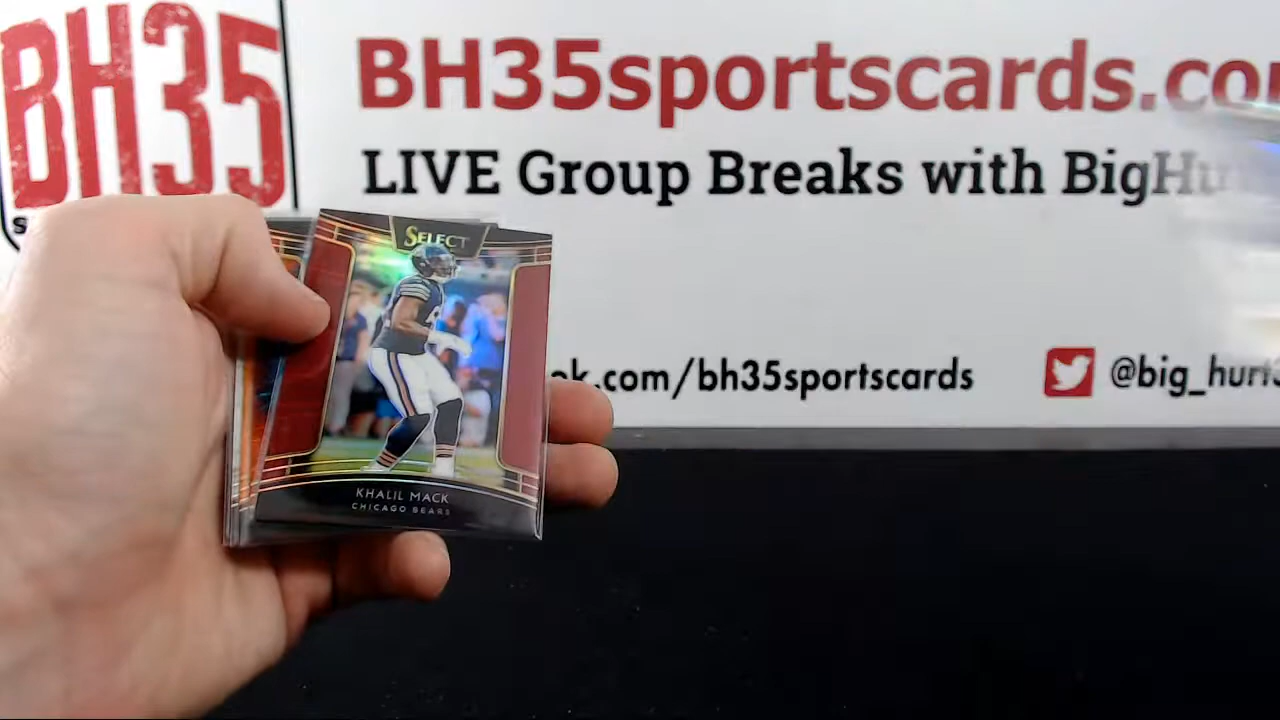 BH35
BH35sportscards.co
LIVE Group Breaks with BigHu
SELECT
k.com/bh35sportscards
@big_hurt
KHALIL MACK
CHICAGO BEARS